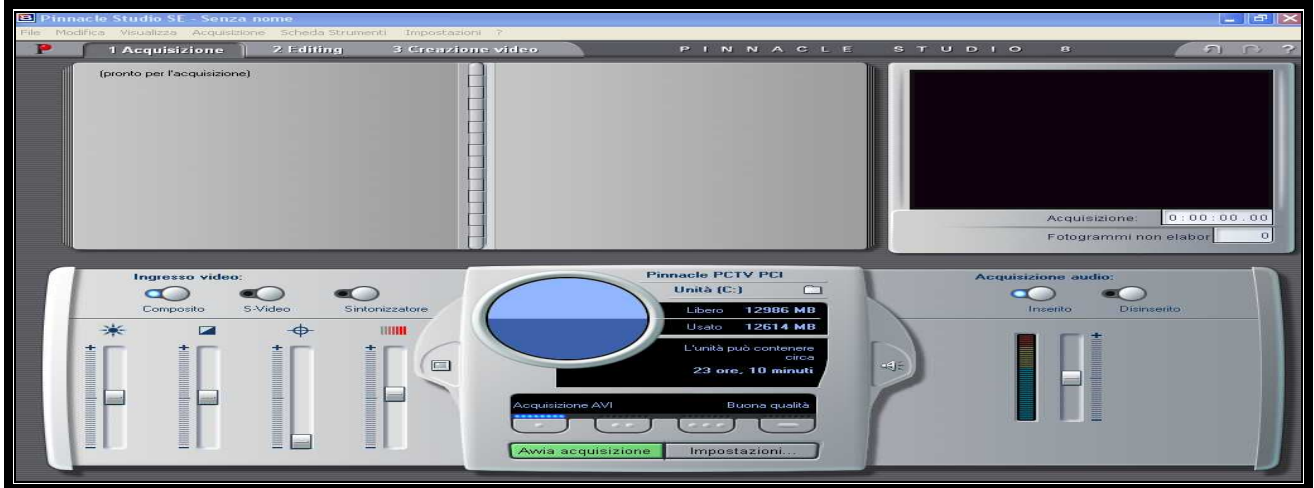 Pinnacle Studio SE - Senza nome
File Modifica Visualizza Acquisizione Scheda Strumenti Impostazioni ?
P 1 Acquisizione 2 Editing 3 Creazione video PINNACLE STUDIO 8 ?
(pronto per l'acquisizione)
Acquisizione: 0:00:00.00
Fotogrammi non elabor 0
Ingresso video:
Composito S-Video Sintonizzatore
Pinnacle PCTV PCI
Unità (C:)
Libero 12986 MB
Usato 12614 MB
L'unità può contenere
circa
23 ore, 10 minuti
Acquisizione AVI Buona qualità
Avvia acquisizione Impostazioni...
Acquisizione audio:
Inserito Disinserito